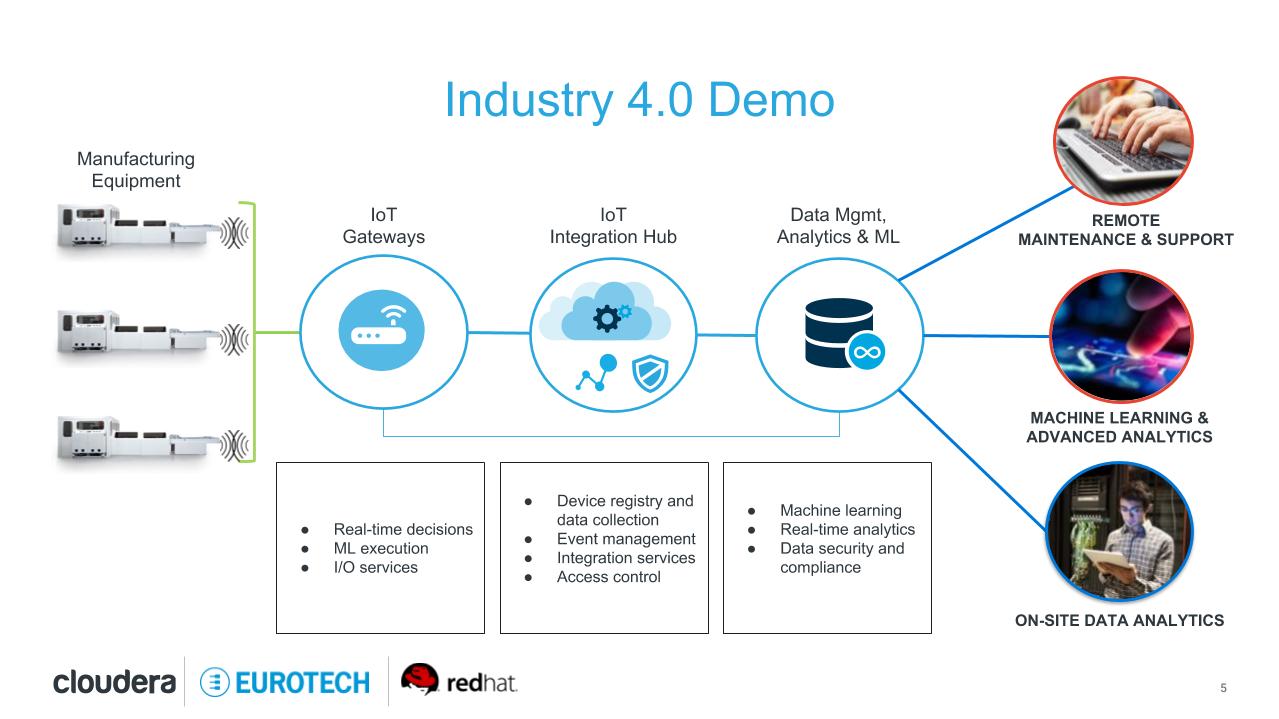 Industry 4.0 Demo
Manufacturing
Equipment
IoT
Gateways
IoT
Integration Hub
Data Mgmt,
Analytics & ML
REMOTE
MAINTENANCE & SUPPORT
MACHINE LEARNING &
ADVANCED ANALYTICS
ON-SITE DATA ANALYTICS
● Real-time decisions
● ML execution
● I/O services
● Device registry and
data collection
● Event management
● Integration services
● Access control
● Machine learning
● Real-time analytics
● Data security and
compliance
cloudera
EUROTECH
redhat.
5